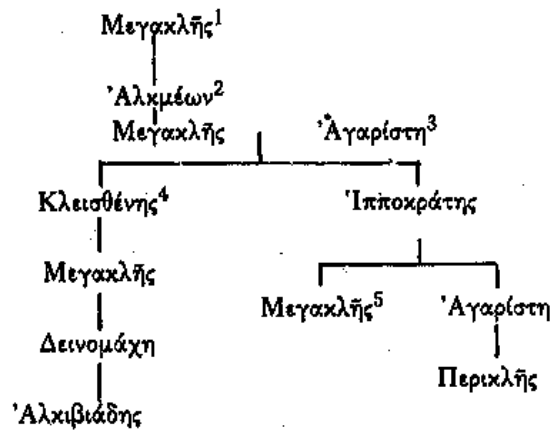 Μεγακλῆς¹
Ἀλκμέων²
Μεγακλῆς Ἀγαρίστη³
Κλεισθένης⁴ Ἱπποκράτης
Μεγακλῆς
Μεγακλῆς⁵ Ἀγαρίστη
Δεινομάχη
Περικλῆς
Ἀλκιβιάδης